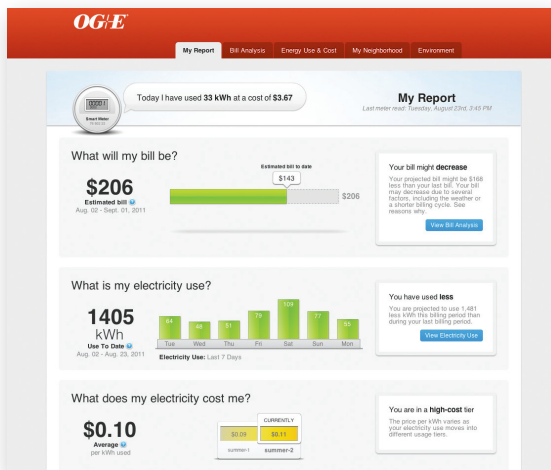 OG&E
My Report Bill Analysis Energy Use & Cost My Neighborhood Environment
Today I have used 33 kWh at a cost of $3.67
My Report
Last meter read: Tuesday, August 23rd, 3:45 PM
Smart Meter
What will my bill be?
$206
Estimated bill
Aug. 02 - Sept. 01, 2011
Estimated bill to date
$143
$206
Your bill might decrease
Your projected bill might be $168
less than your last bill. Your bill
may decrease due to several
factors, including the weather or
a shorter billing cycle. See
reasons why.
View Bill Analysis
What is my electricity use?
1405
kWh
Use To Date
Aug. 02 - Aug. 23, 2011
64 48 51 79 109 77 55
Tue Wed Thu Fri Sat Sun Mon
Electricity Use: Last 7 Days
You have used less
You are projected to use 1,481
less kWh this billing period than
during your last billing period.
View Electricity Use
What does my electricity cost me?
$0.10
Average
per kWh used
CURRENTLY
$0.09 $0.11
summer-1 summer-2
You are in a high-cost tier
The price per kWh varies as
your electricity use moves into
different usage tiers.